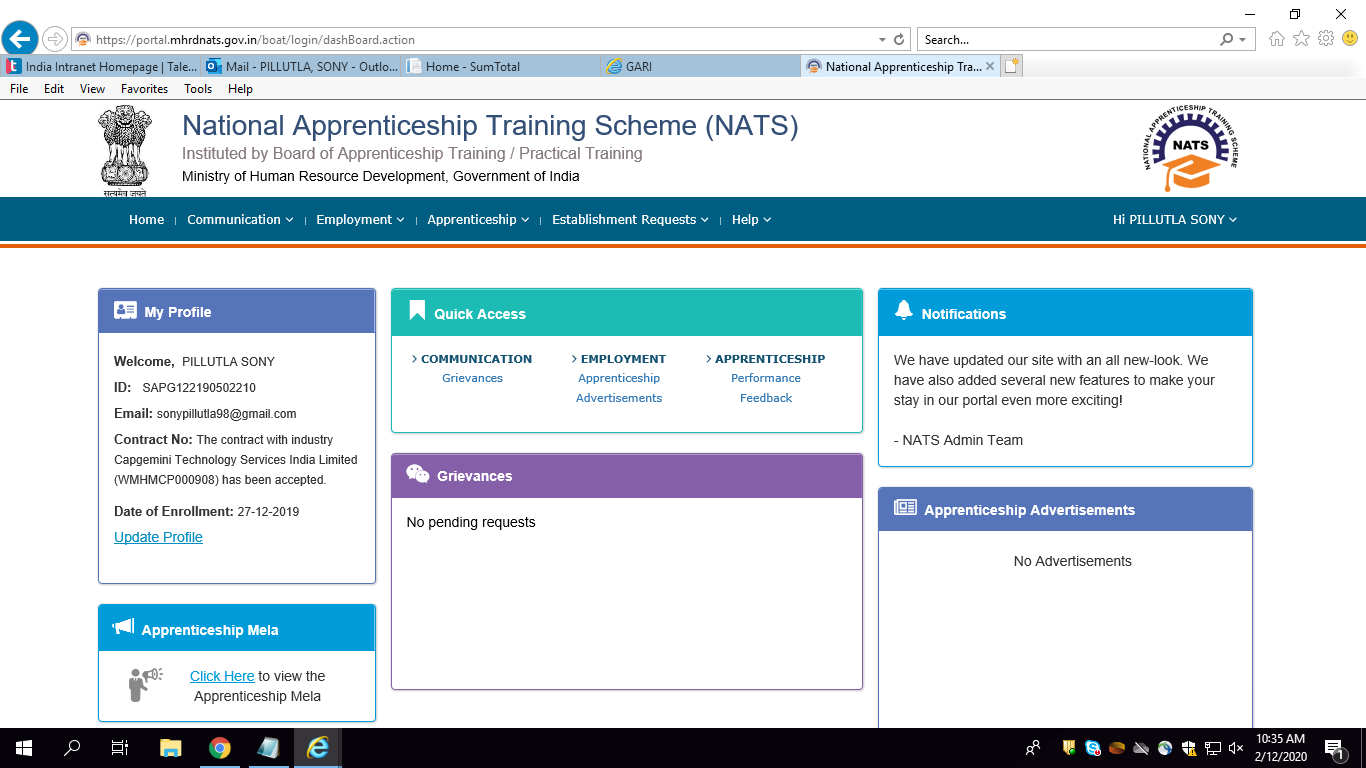 https://portal.mhrdnats.gov.in/boat/login/dashBoard.action
Search...
India Intranet Homepage | Tale...
Mail - PILLUTLA, SONY - Outlo...
Home - SumTotal
GARI
National Apprenticeship Tra...
File Edit View Favorites Tools Help
सत्यमेव जयते
National Apprenticeship Training Scheme (NATS)
Instituted by Board of Apprenticeship Training / Practical Training
Ministry of Human Resource Development, Government of India
NATIONAL APPRENTICESHIP TRAINING SCHEME
NATS
Home Communication Employment Apprenticeship Establishment Requests Help Hi PILLUTLA SONY
My Profile
Welcome, PILLUTLA SONY
ID: SAPG122190502210
Email: sonypillutla98@gmail.com
Contract No: The contract with industry
Capgemini Technology Services India Limited
(WMHMCP000908) has been accepted.
Date of Enrollment: 27-12-2019
Update Profile
Apprenticeship Mela
Click Here to view the
Apprenticeship Mela
Quick Access
COMMUNICATION
Grievances
EMPLOYMENT
Apprenticeship
Advertisements
APPRENTICESHIP
Performance
Feedback
Grievances
No pending requests
Notifications
We have updated our site with an all new-look. We
have also added several new features to make your
stay in our portal even more exciting!
- NATS Admin Team
Apprenticeship Advertisements
No Advertisements
10:35 AM
2/12/2020
1